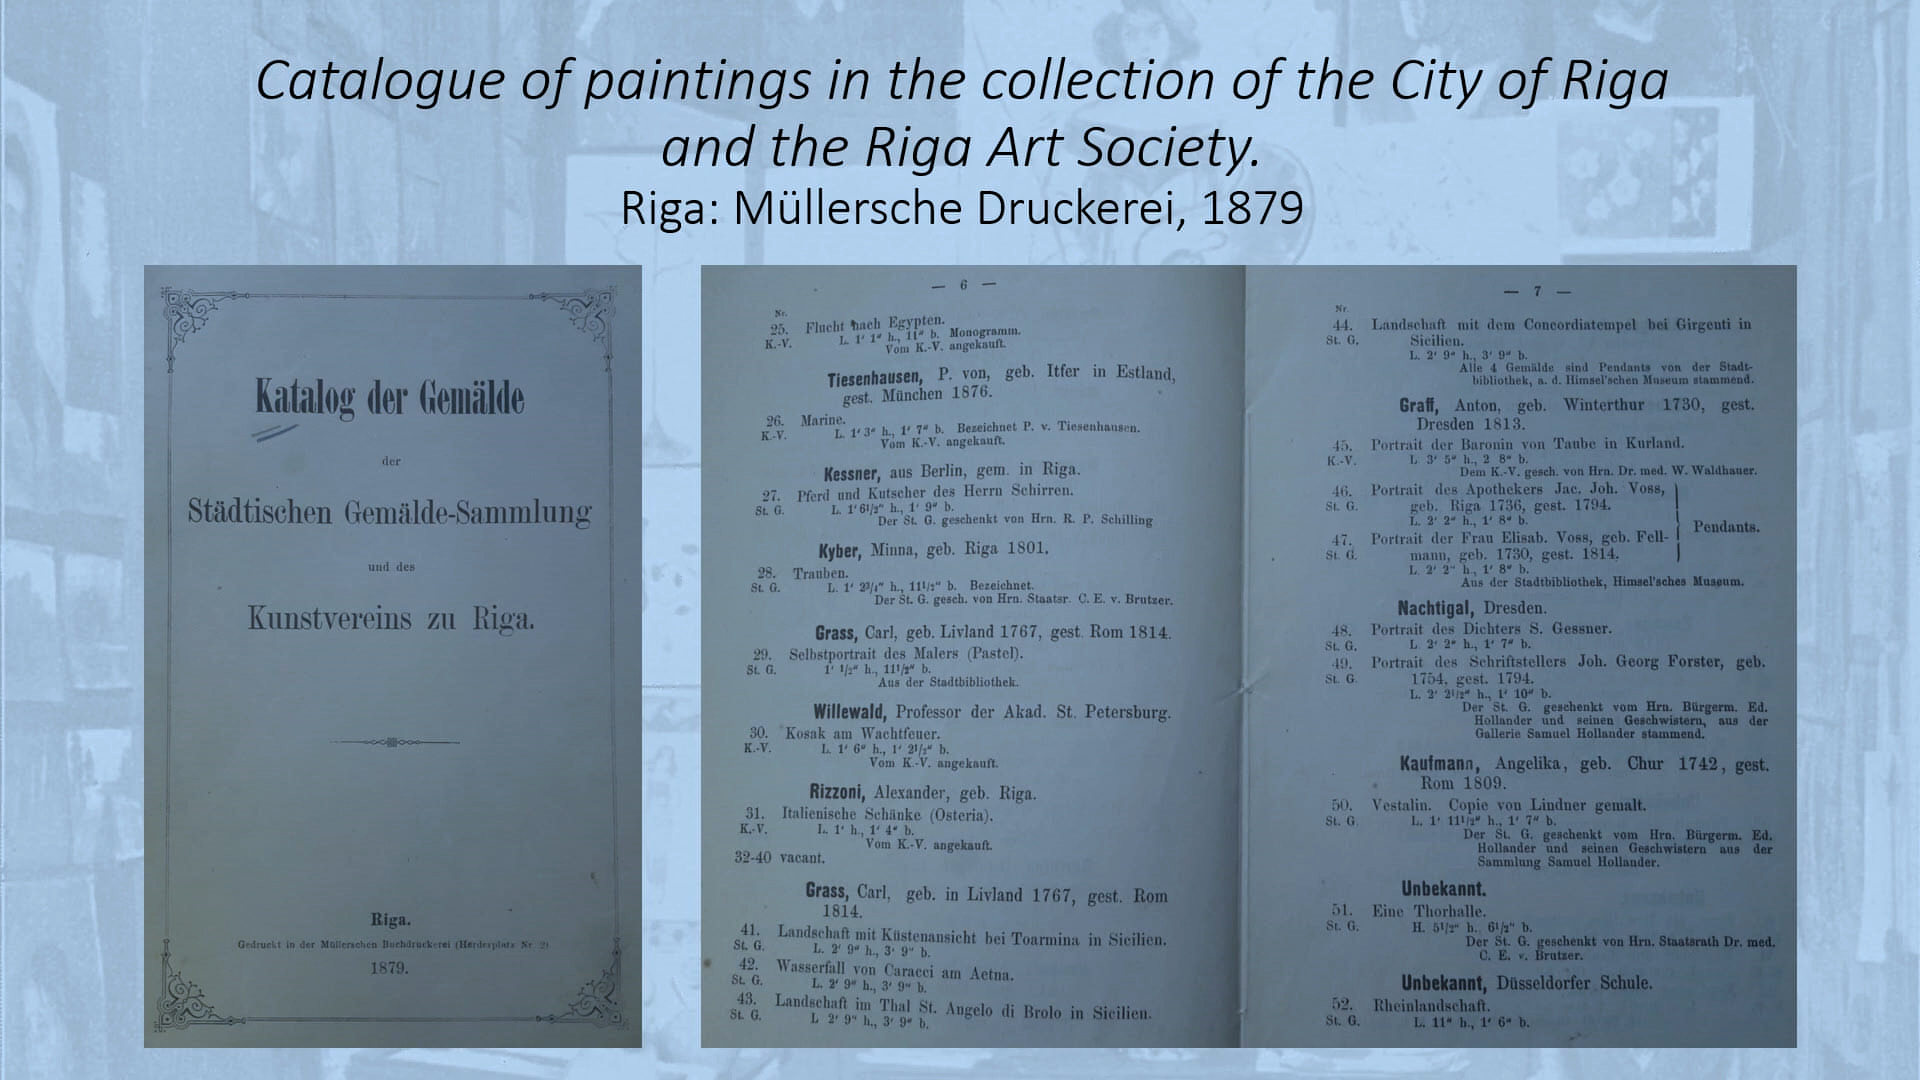 Catalogue of paintings in the collection of the City of Riga
and the Riga Art Society.
Riga: Müllersche Druckerei, 1879
Katalog der Gemälde
der
Städtischen Gemälde-Sammlung
und des
Kunstvereins zu Riga.
Riga.
Gedruckt in der Müllerschen Buchdruckerei (Herdesplatz Nr. 2)
1879.
— 6 —
Nr.
25. Flucht nach Egypten.
K.-V. L. 1' 1" h., 11" b. Monogramm.
Vom K.-V. angekauft.
Tiesenhausen, P. von, geb. Itfer in Estland,
gest. München 1876.
26. Marine.
K.-V. L. 1' 3" h., 1' 7" b. Bezeichnet P. v. Tiesenhausen.
Vom K.-V. angekauft.
Kessner, aus Berlin, gem. in Riga.
27. Pferd und Kutscher des Herrn Schirren.
St. G. L. 1' 6 1/2" h., 1' 9" b.
Der St. G. geschenkt von Hrn. R. P. Schilling
Kyber, Minna, geb. Riga 1801.
28. Trauben.
St. G. L. 1' 2 3/4" h., 11 1/2" b. Bezeichnet.
Der St. G. gesch. von Hrn. Staatsr. C. E. v. Brutzer.
Grass, Carl, geb. Livland 1767, gest. Rom 1814.
29. Selbstportrait des Malers (Pastel).
St. G. 1' 1/2" h., 11 1/2" b.
Aus der Stadtbibliothek.
Willewald, Professor der Akad. St. Petersburg.
30. Kosak am Wachtfeuer.
K.-V. L. 1' 6" h., 1' 2 1/2" b.
Vom K.-V. angekauft.
Rizzoni, Alexander, geb. Riga.
31. Italienische Schänke (Osteria).
K.-V. L. 1' h., 1' 4" b.
Vom K.-V. angekauft.
32-40 vacant.
Grass, Carl, geb. in Livland 1767, gest. Rom
1814.
41. Landschaft mit Küstenansicht bei Toarmina in Sicilien.
St. G. L. 2' 9" h., 3' 9" b.
42. Wasserfall von Caracci am Aetna.
St. G. L. 2' 9" h., 3' 9" b.
43. Landschaft im Thal St. Angelo di Brolo in Sicilien.
St. G. L 2' 9" h., 3' 9" b.
— 7 —
Nr.
44. Landschaft mit dem Concordiatempel bei Girgenti in
St. G. Sicilien.
L. 2' 9" h., 3' 9" b.
Alle 4 Gemälde sind Pendants von der Stadt-
bibliothek, a. d. Himsel'schen Museum stammend.
Graff, Anton, geb. Winterthur 1730, gest.
Dresden 1813.
45. Portrait der Baronin von Taube in Kurland.
K.-V. L 3' 5" h., 2 8" b.
Dem K.-V. gesch. von Hrn. Dr. med. W. Waldhauer.
46. Portrait des Apothekers Jac. Joh. Voss,
St. G. geb. Riga 1736, gest. 1794.
L. 2' 2" h., 1' 8" b.
Pendants.
47. Portrait der Frau Elisab. Voss, geb. Fell-
St. G. mann, geb. 1730, gest. 1814.
L. 2' 2" h., 1' 8" b.
Aus der Stadtbibliothek, Himsel'sches Museum.
Nachtigal, Dresden.
48. Portrait des Dichters S. Gessner.
St. G. L 2' 2" h., 1' 7" b.
49. Portrait des Schriftstellers Joh. Georg Forster, geb.
St. G. 1754, gest. 1794.
L. 2' 2 1/2" h., 1' 10" b.
Der St. G. geschenkt vom Hrn. Bürgerm. Ed.
Hollander und seinen Geschwistern, aus der
Gallerie Samuel Hollander stammend.
Kaufmann, Angelika, geb. Chur 1742, gest.
Rom 1809.
50. Vestalin. Copie von Lindner gemalt.
St. G. L. 1' 11 1/2" h., 1' 7" b.
Der St. G. geschenkt vom Hrn. Bürgerm. Ed.
Hollander und seinen Geschwistern aus der
Sammlung Samuel Hollander.
Unbekannt.
51. Eine Thorhalle.
St. G. H. 5 1/2" h., 6 1/2" b.
Der St. G. geschenkt von Hrn. Staatsrath Dr. med.
C. E. v. Brutzer.
Unbekannt, Düsseldorfer Schule.
52. Rheinlandschaft.
St. G. L. 11" h., 1' 6" b.